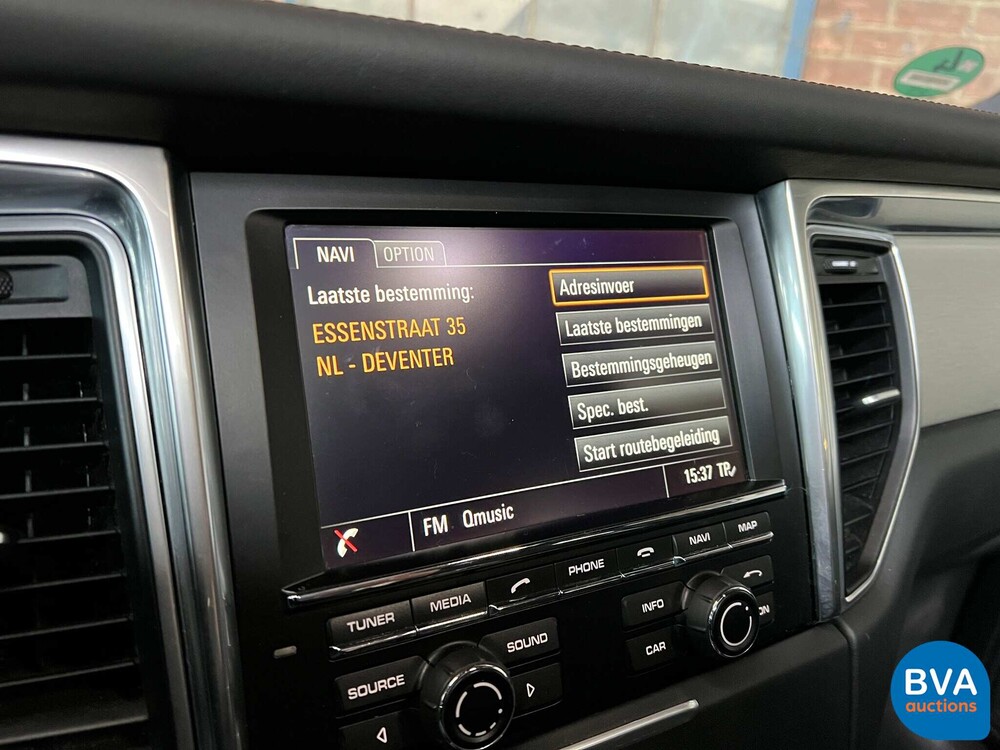 NAVI OPTION
Laatste bestemming:
ESSENSTRAAT 35
NL - DEVENTER
Adresinvoer
Laatste bestemmingen
Bestemmingsgeheugen
Spec. best.
Start routebegeleiding
FM Qmusic
15:37 TP
TUNER MEDIA PHONE NAVI MAP
SOURCE SOUND INFO
CAR
BVA
auctions